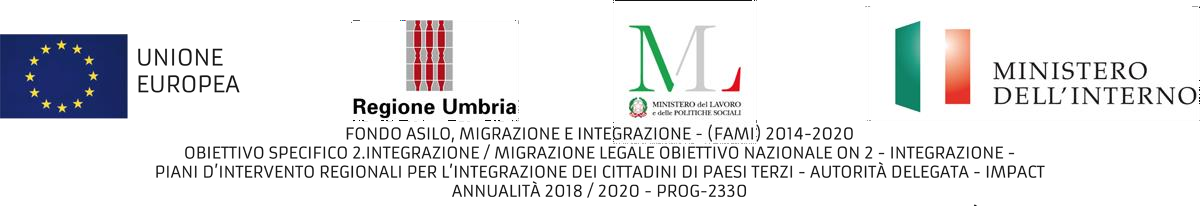 UNIONE
EUROPEA
Regione Umbria
ML
MINISTERO del LAVORO
e delle POLITICHE SOCIALI
MINISTERO
DELL'INTERNO
FONDO ASILO, MIGRAZIONE E INTEGRAZIONE - (FAMI) 2014-2020
OBIETTIVO SPECIFICO 2.INTEGRAZIONE / MIGRAZIONE LEGALE OBIETTIVO NAZIONALE ON 2 - INTEGRAZIONE -
PIANI D'INTERVENTO REGIONALI PER L'INTEGRAZIONE DEI CITTADINI DI PAESI TERZI - AUTORITÀ DELEGATA - IMPACT
ANNUALITÀ 2018 / 2020 - PROG-2330